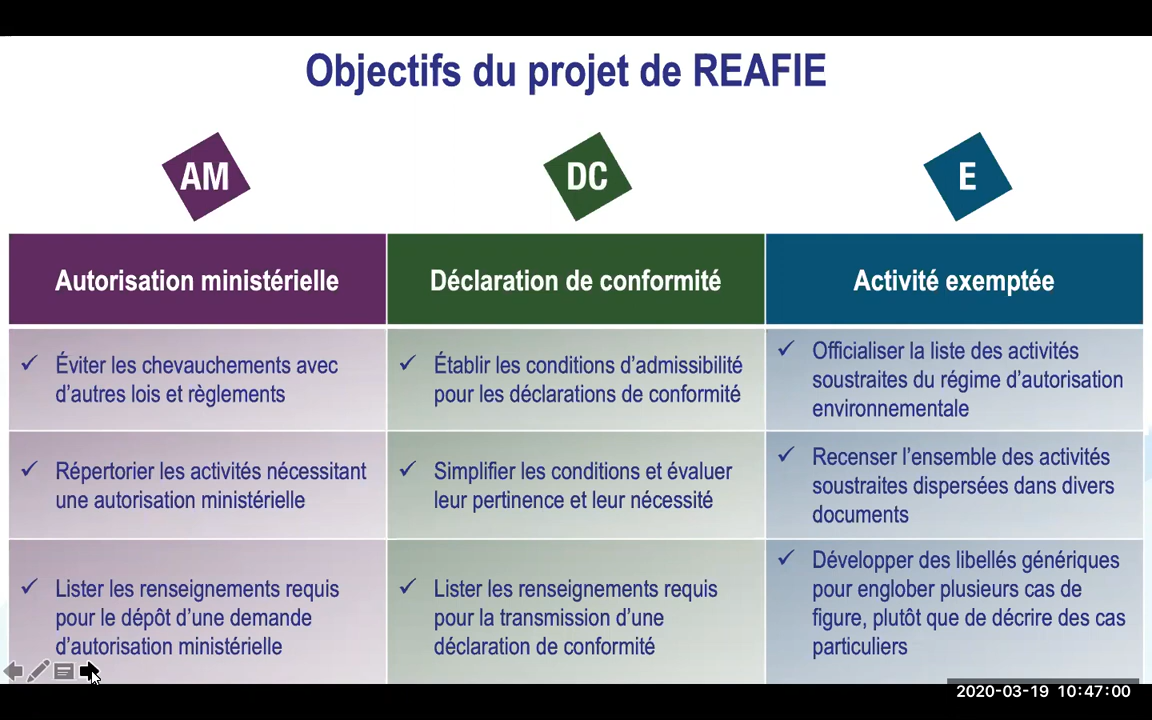 Objectifs du projet de REAFIE
AM
DC
E
Autorisation ministérielle
Déclaration de conformité
Activité exemptée
✓ Éviter les chevauchements avec
d’autres lois et règlements
✓ Établir les conditions d’admissibilité
pour les déclarations de conformité
✓ Officialiser la liste des activités
soustraites du régime d’autorisation
environnementale
✓ Répertorier les activités nécessitant
une autorisation ministérielle
✓ Simplifier les conditions et évaluer
leur pertinence et leur nécessité
✓ Recenser l’ensemble des activités
soustraites dispersées dans divers
documents
✓ Lister les renseignements requis
pour le dépôt d’une demande
d’autorisation ministérielle
✓ Lister les renseignements requis
pour la transmission d’une
déclaration de conformité
✓ Développer des libellés génériques
pour englober plusieurs cas de
figure, plutôt que de décrire des cas
particuliers
2020-03-19 10:47:00